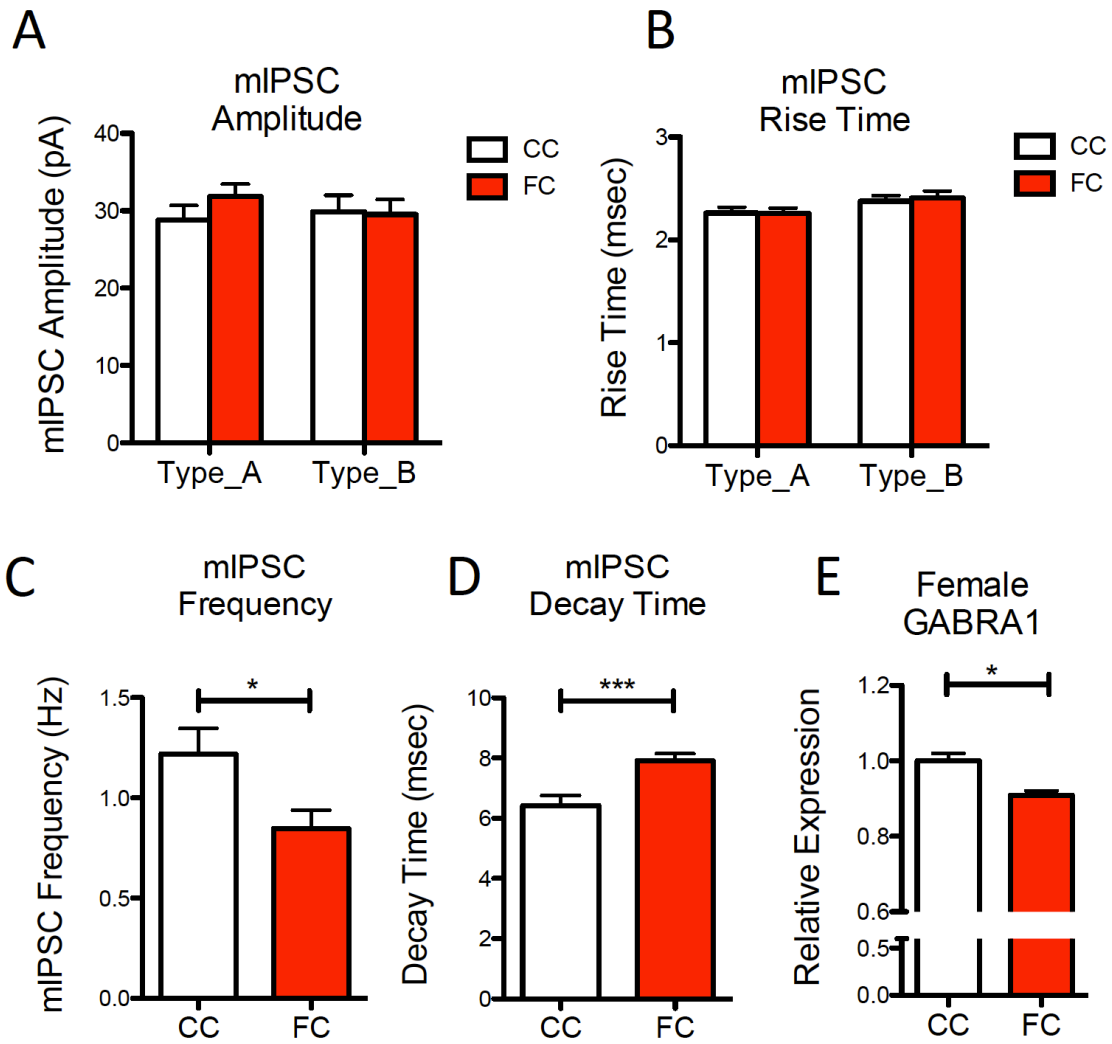 A
mIPSC
Amplitude
mIPSC Amplitude (pA)
40
30
20
10
0
Type_A
Type_B
CC
FC
B
mIPSC
Rise Time
Rise Time (msec)
3
2
1
0
Type_A
Type_B
CC
FC
C
mIPSC
Frequency
mIPSC Frequency (Hz)
1.5
1.0
0.5
0.0
*
CC
FC
D
mIPSC
Decay Time
Decay Time (msec)
10
8
6
4
2
0
***
CC
FC
E
Female
GABRA1
Relative Expression
1.2
1.0
0.8
0.6
0.5
0.0
*
CC
FC